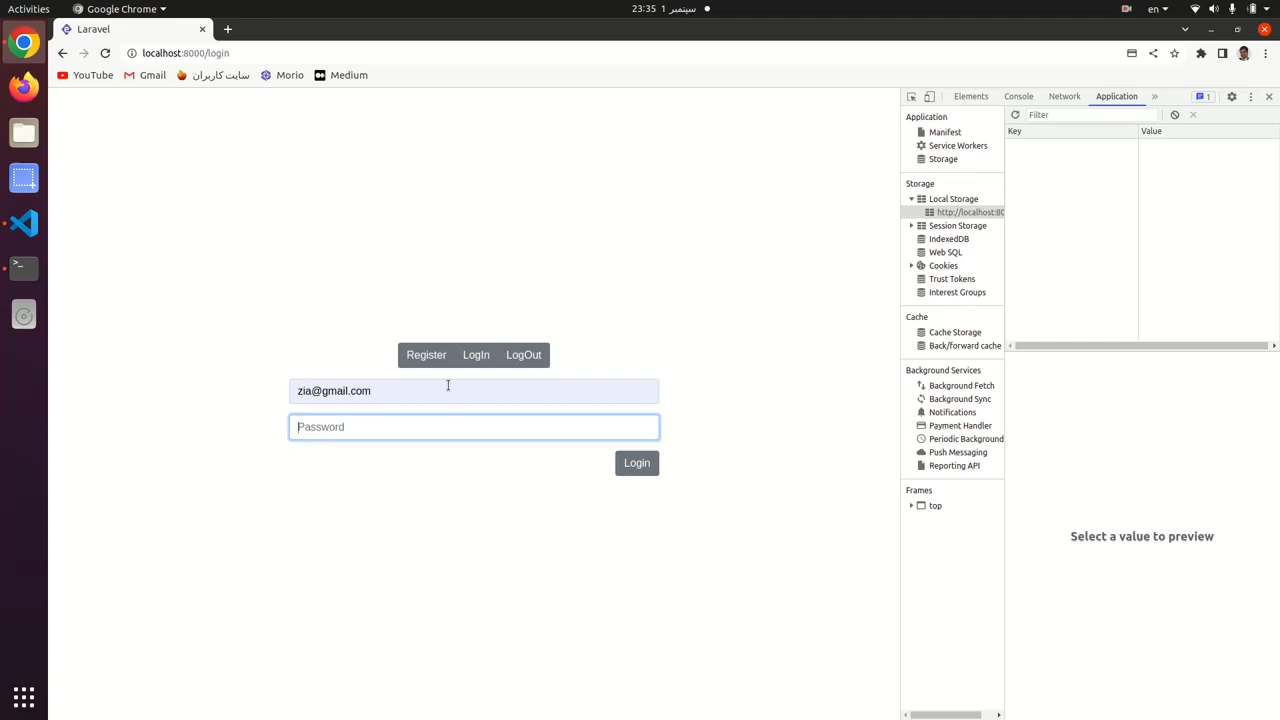 Activities
Google Chrome
23:35 سپتمبر 1
en
Laravel
localhost:8000/login
YouTube
Gmail
سایت کاربران
Morio
Medium
Elements
Console
Network
Application
1
Application
Manifest
Service Workers
Storage
Storage
Local Storage
http://localhost:80
Session Storage
IndexedDB
Web SQL
Cookies
Trust Tokens
Interest Groups
Cache
Cache Storage
Back/forward cache
Background Services
Background Fetch
Background Sync
Notifications
Payment Handler
Periodic Background
Push Messaging
Reporting API
Frames
top
Filter
Key
Value
Select a value to preview
Register
LogIn
LogOut
zia@gmail.com
Password
Login